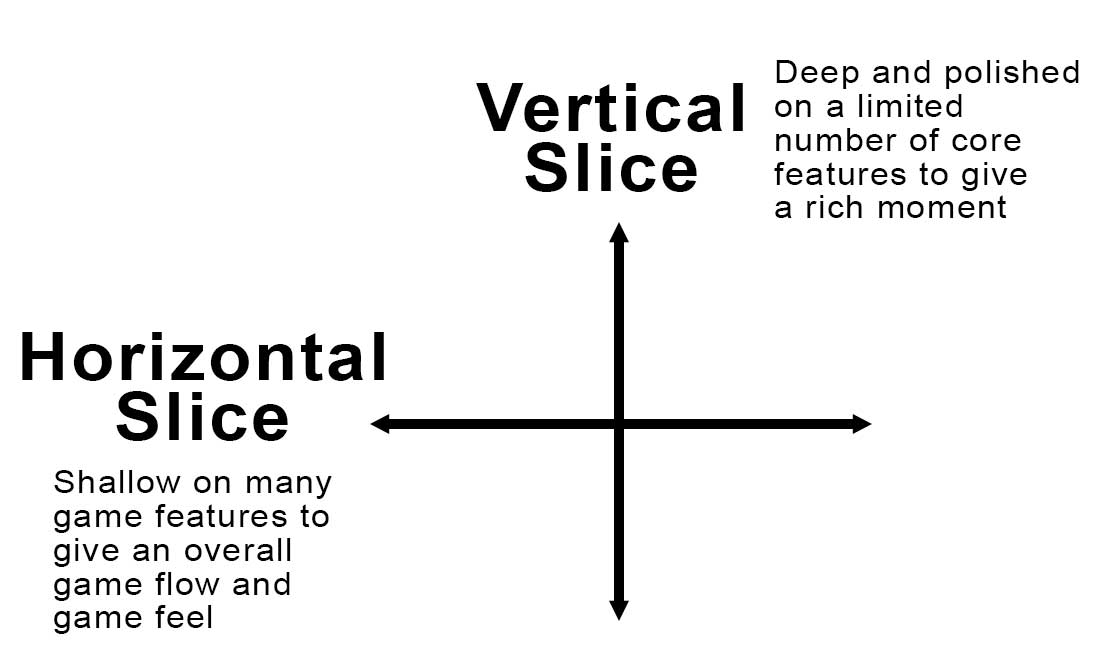 Vertical
Slice
Deep and polished
on a limited
number of core
features to give
a rich moment
Horizontal
Slice
Shallow on many
game features to
give an overall
game flow and
game feel